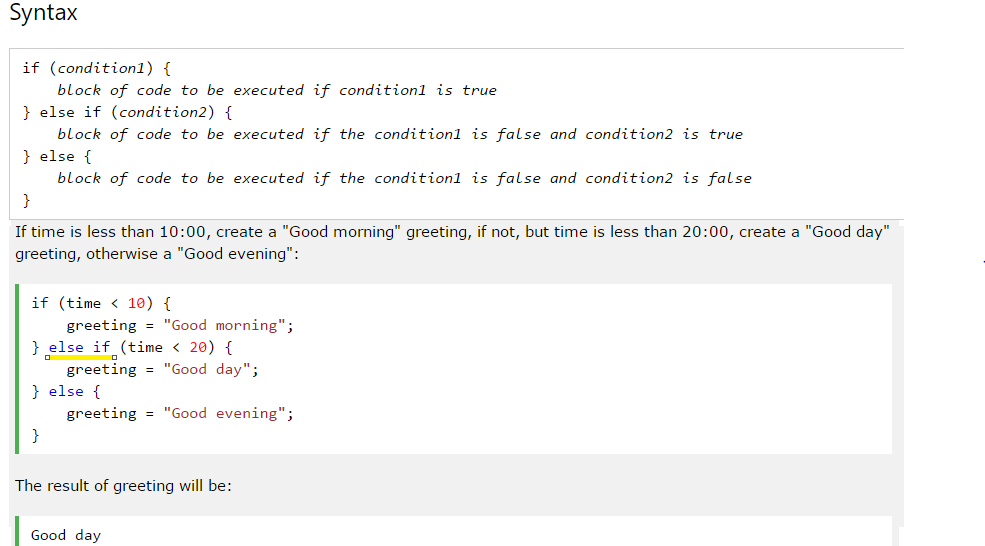 Syntax
if (condition1) {
    block of code to be executed if condition1 is true
} else if (condition2) {
    block of code to be executed if the condition1 is false and condition2 is true
} else {
    block of code to be executed if the condition1 is false and condition2 is false
}
If time is less than 10:00, create a "Good morning" greeting, if not, but time is less than 20:00, create a "Good day"
greeting, otherwise a "Good evening":
if (time < 10) {
    greeting = "Good morning";
} else if (time < 20) {
    greeting = "Good day";
} else {
    greeting = "Good evening";
}
The result of greeting will be:
Good day